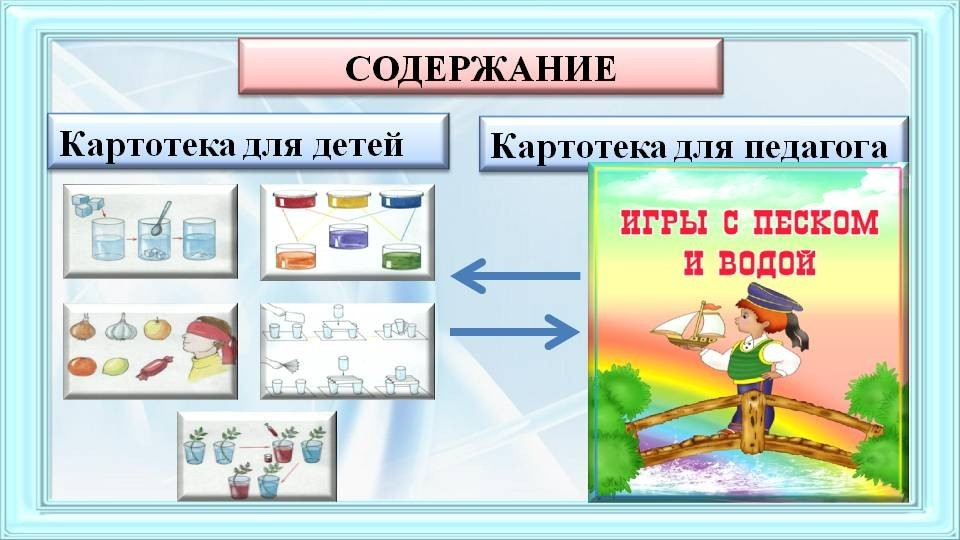 СОДЕРЖАНИЕ
Картотека для детей
Картотека для педагога
ИГРЫ С ПЕСКОМ
И ВОДОЙ